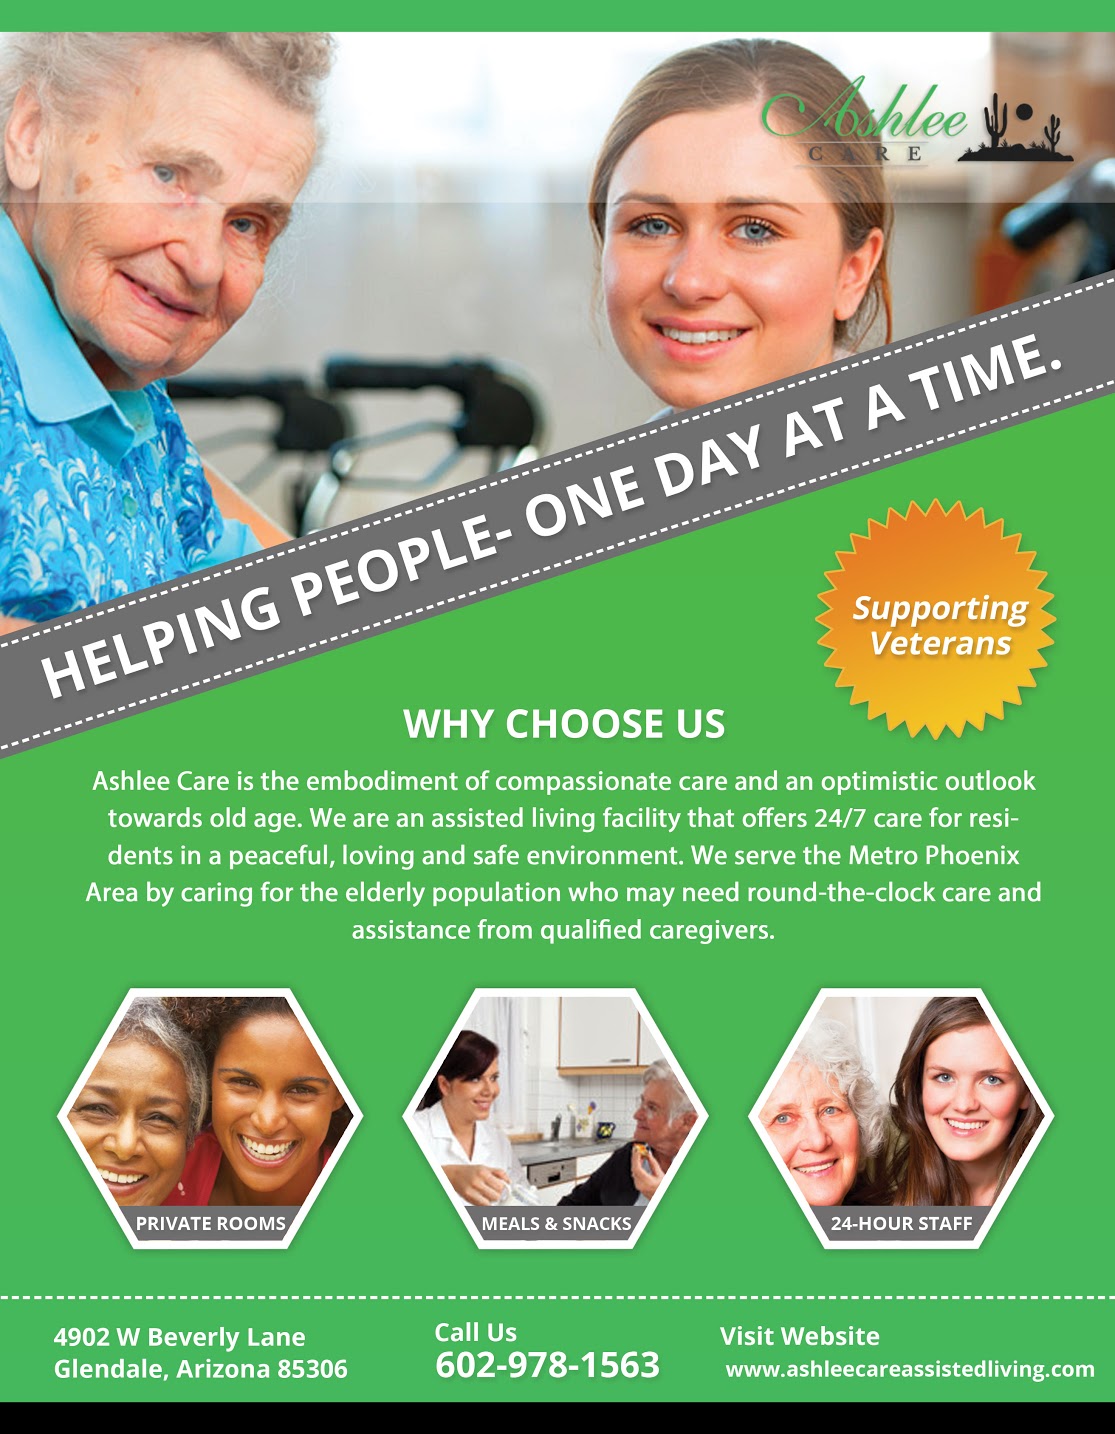 Ashlee
CARE
HELPING PEOPLE- ONE DAY AT A TIME.
Supporting
Veterans
WHY CHOOSE US
Ashlee Care is the embodiment of compassionate care and an optimistic outlook
towards old age. We are an assisted living facility that offers 24/7 care for resi-
dents in a peaceful, loving and safe environment. We serve the Metro Phoenix
Area by caring for the elderly population who may need round-the-clock care and
assistance from qualified caregivers.
PRIVATE ROOMS
MEALS & SNACKS
24-HOUR STAFF
4902 W Beverly Lane
Glendale, Arizona 85306
Call Us
602-978-1563
Visit Website
www.ashleecareassistedliving.com